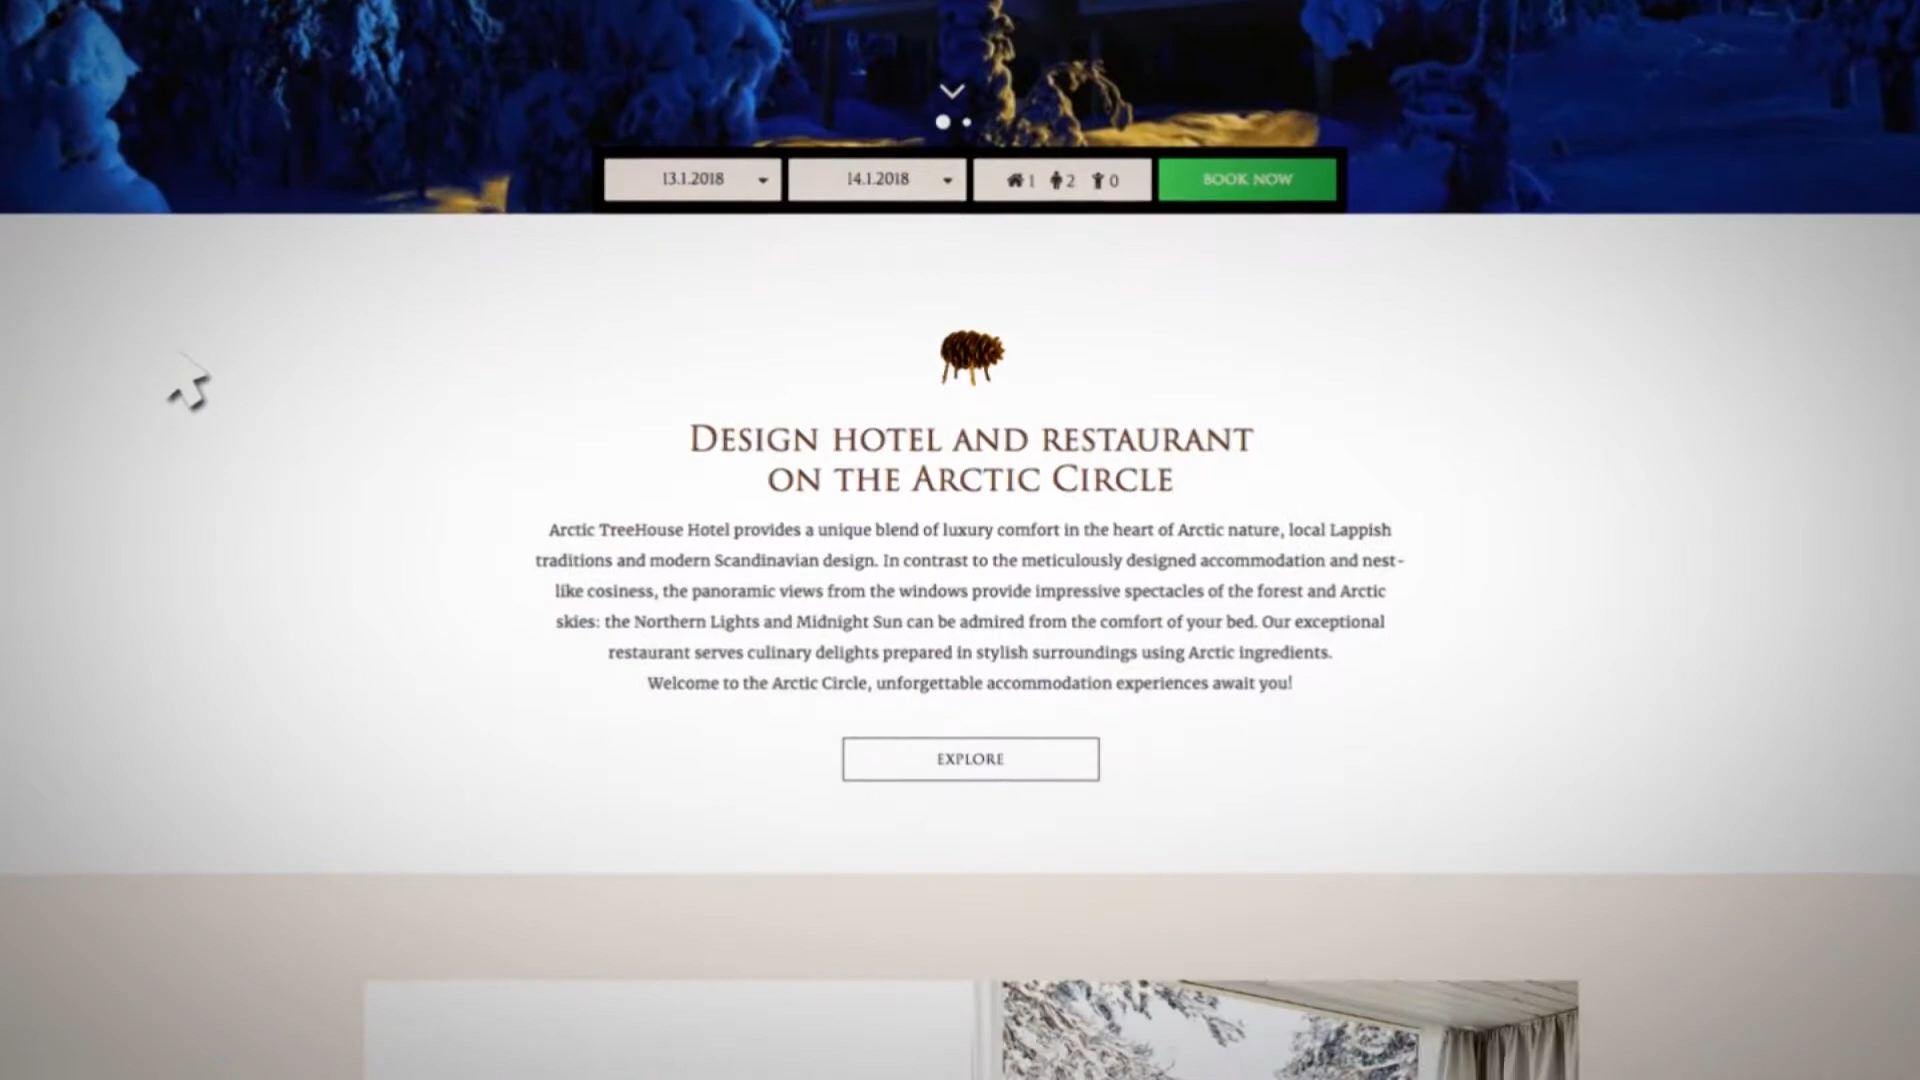 13.1.2018 14.1.2018 1 2 0 BOOK NOW
DESIGN HOTEL AND RESTAURANT
ON THE ARCTIC CIRCLE
Arctic TreeHouse Hotel provides a unique blend of luxury comfort in the heart of Arctic nature, local Lappish
traditions and modern Scandinavian design. In contrast to the meticulously designed accommodation and nest-
like cosiness, the panoramic views from the windows provide impressive spectacles of the forest and Arctic
skies: the Northern Lights and Midnight Sun can be admired from the comfort of your bed. Our exceptional
restaurant serves culinary delights prepared in stylish surroundings using Arctic ingredients.
Welcome to the Arctic Circle, unforgettable accommodation experiences await you!
EXPLORE